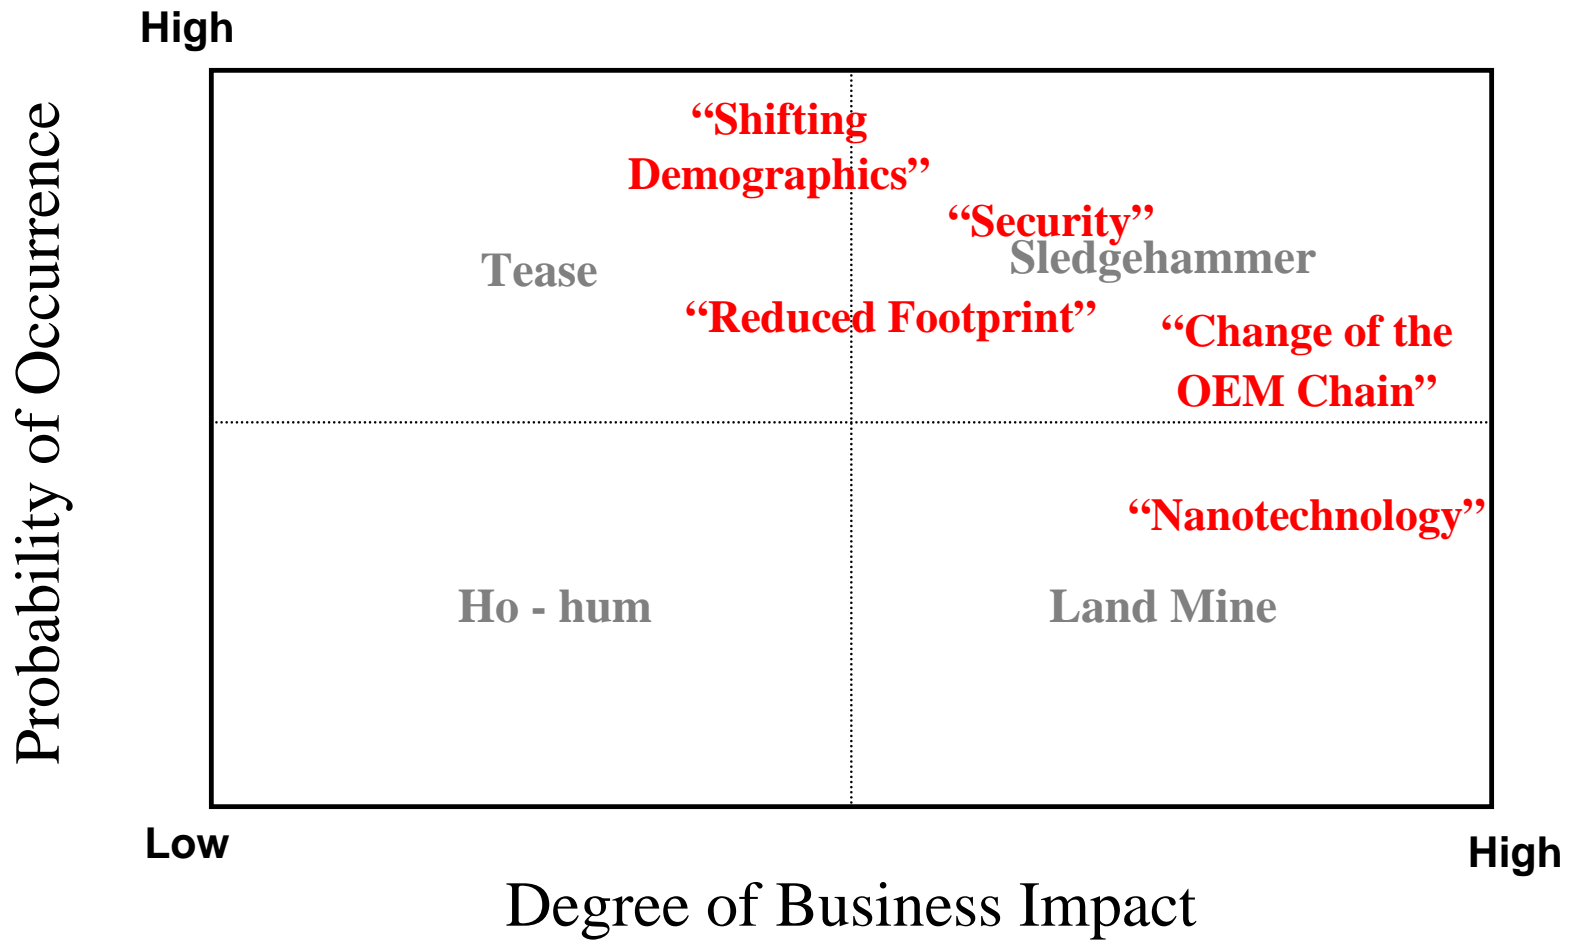 High
Probability of Occurrence
“Shifting
Demographics”
“Security”
Tease
Sledgehammer
“Reduced Footprint”
“Change of the
OEM Chain”
“Nanotechnology”
Ho - hum
Land Mine
Low
High
Degree of Business Impact